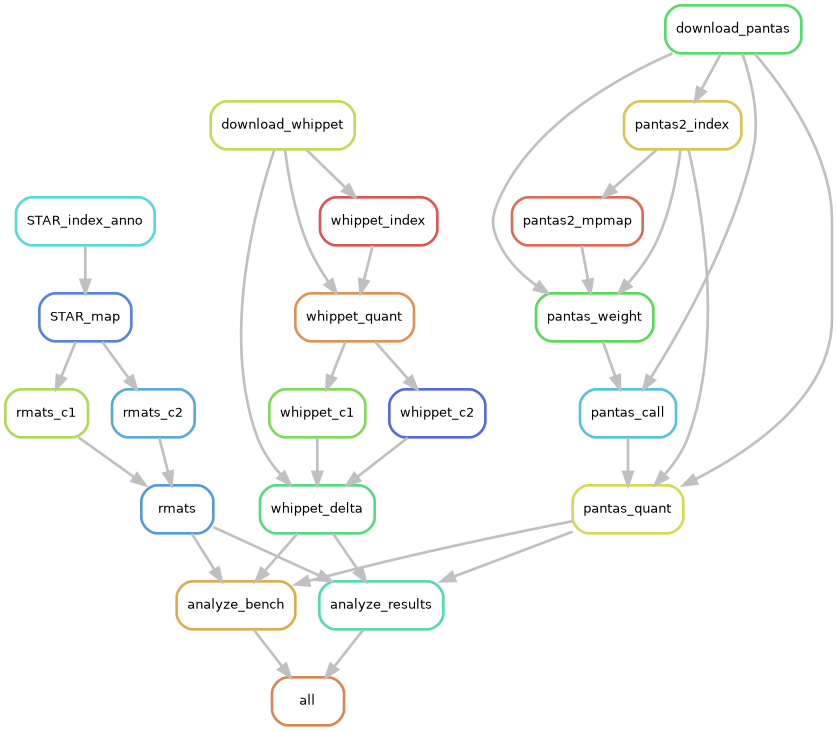 download_pantas
download_whippet
pantas2_index
STAR_index_anno
whippet_index
pantas2_mpmap
STAR_map
whippet_quant
pantas_weight
rmats_c1
rmats_c2
whippet_c1
whippet_c2
pantas_call
rmats
whippet_delta
pantas_quant
analyze_bench
analyze_results
all